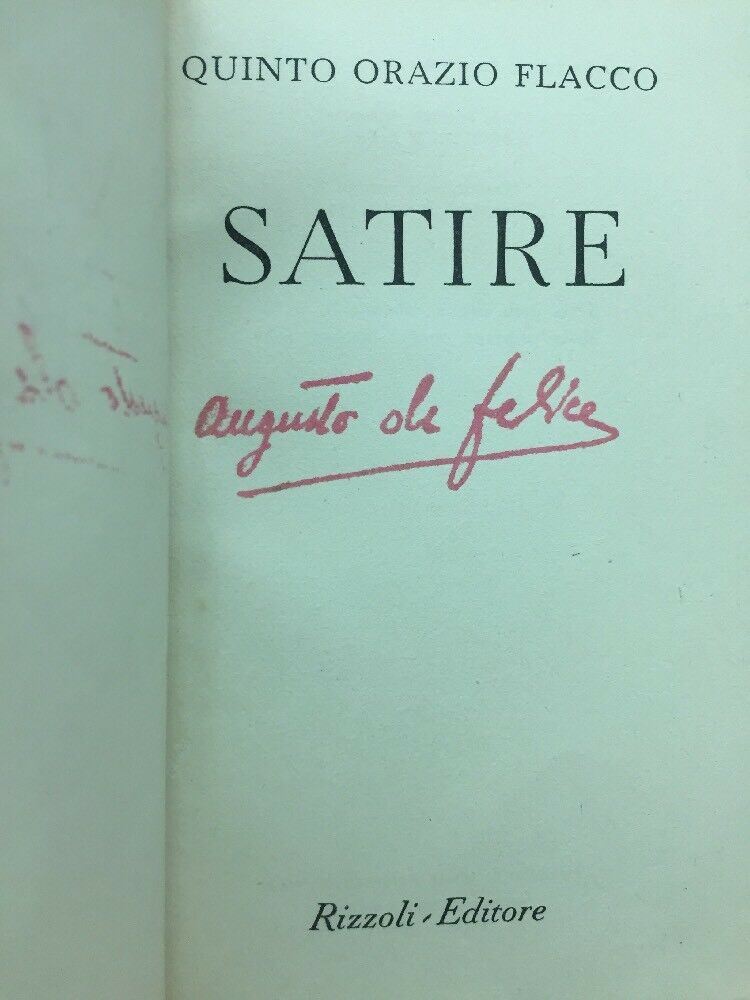 QUINTO ORAZIO FLACCO
SATIRE
Augusto de felice
Rizzoli - Editore